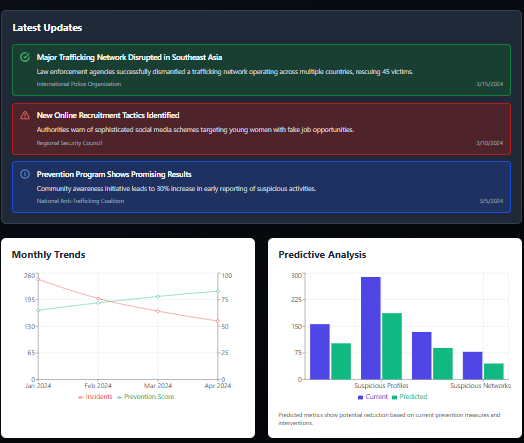 Latest Updates
Major Trafficking Network Disrupted in Southeast Asia
Law enforcement agencies successfully dismantled a trafficking network operating across multiple countries, rescuing 45 victims.
International Police Organization 3/15/2024
New Online Recruitment Tactics Identified
Authorities warn of sophisticated social media schemes targeting young women with fake job opportunities.
Regional Security Council 3/10/2024
Prevention Program Shows Promising Results
Community awareness initiative leads to 30% increase in early reporting of suspicious activities.
National Anti-Trafficking Coalition 3/5/2024
Monthly Trends
260 100
195 75
130 50
65 25
0 0
Jan 2024 Feb 2024 Mar 2024 Apr 2024
Incidents Prevention Score
Predictive Analysis
300
225
150
75
0
Suspicious Profiles Suspicious Networks
Current Predicted
Predicted metrics show potential reduction based on current prevention measures and
interventions.